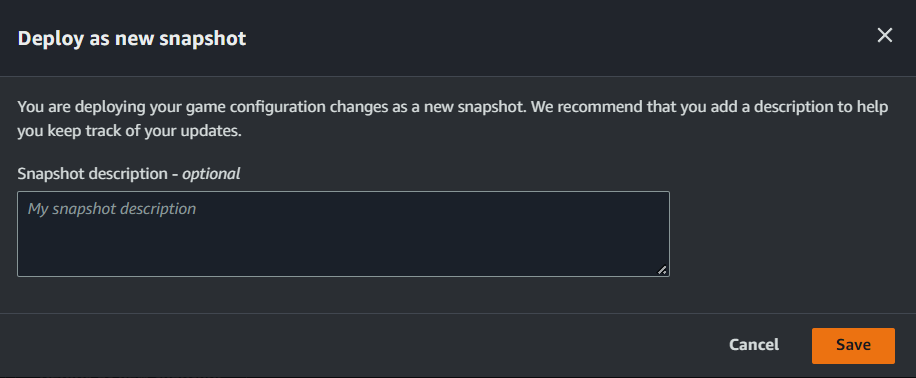 Deploy as new snapshot
You are deploying your game configuration changes as a new snapshot. We recommend that you add a description to help
you keep track of your updates.
Snapshot description - optional
My snapshot description
Cancel
Save